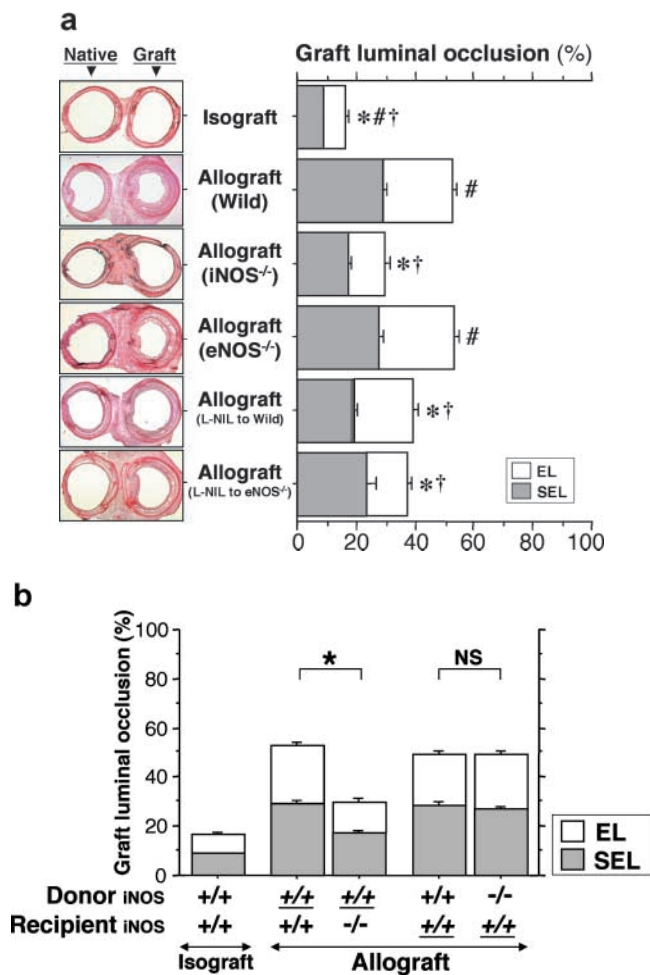 a
Native Graft
Graft luminal occlusion (%)
Isograft
*#†
Allograft
(Wild)
#
Allograft
(iNOS-/-)
*†
Allograft
(eNOS-/-)
#
Allograft
(L-NIL to Wild)
*†
Allograft
(L-NIL to eNOS-/-)
*†
EL
SEL
0 20 40 60 80 100
b
Graft luminal occlusion (%)
100
80
60
40
20
0
*
NS
EL
SEL
Donor iNOS +/+ +/+ +/+ +/+ -/-
Recipient iNOS +/+ +/+ -/- +/+ +/+
Isograft Allograft